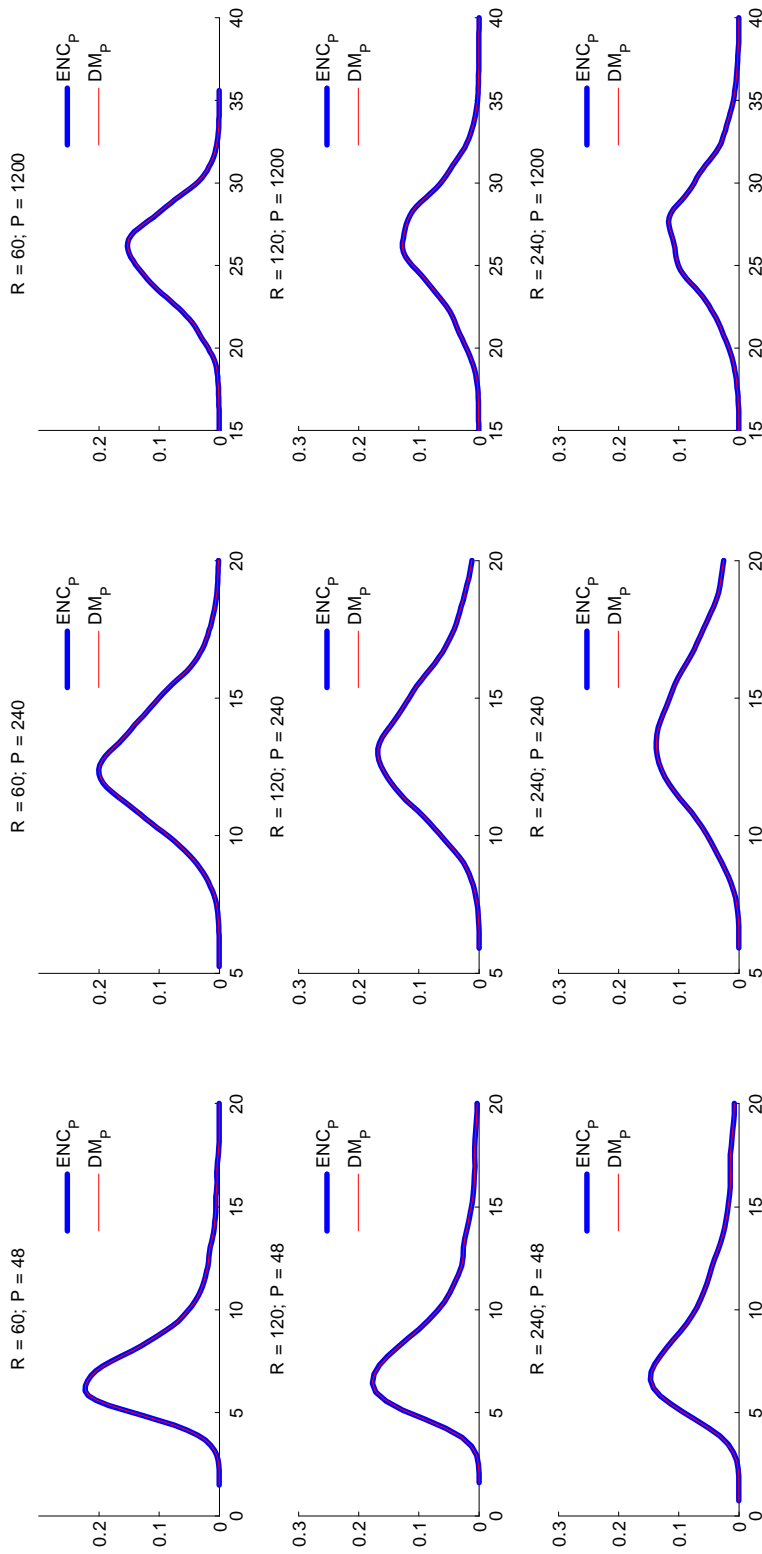 R = 60; P = 48
0.2
0.1
0
ENC_P
DM_P
0 5 10 15 20
R = 60; P = 240
0.2
0.1
0
ENC_P
DM_P
5 10 15 20
R = 60; P = 1200
0.2
0.1
0
ENC_P
DM_P
15 20 25 30 35 40
R = 120; P = 48
0.3
0.2
0.1
0
ENC_P
DM_P
0 5 10 15 20
R = 120; P = 240
0.3
0.2
0.1
0
ENC_P
DM_P
5 10 15 20
R = 120; P = 1200
0.3
0.2
0.1
0
ENC_P
DM_P
15 20 25 30 35 40
R = 240; P = 48
0.3
0.2
0.1
0
ENC_P
DM_P
0 5 10 15 20
R = 240; P = 240
0.3
0.2
0.1
0
ENC_P
DM_P
5 10 15 20
R = 240; P = 1200
0.3
0.2
0.1
0
ENC_P
DM_P
15 20 25 30 35 40